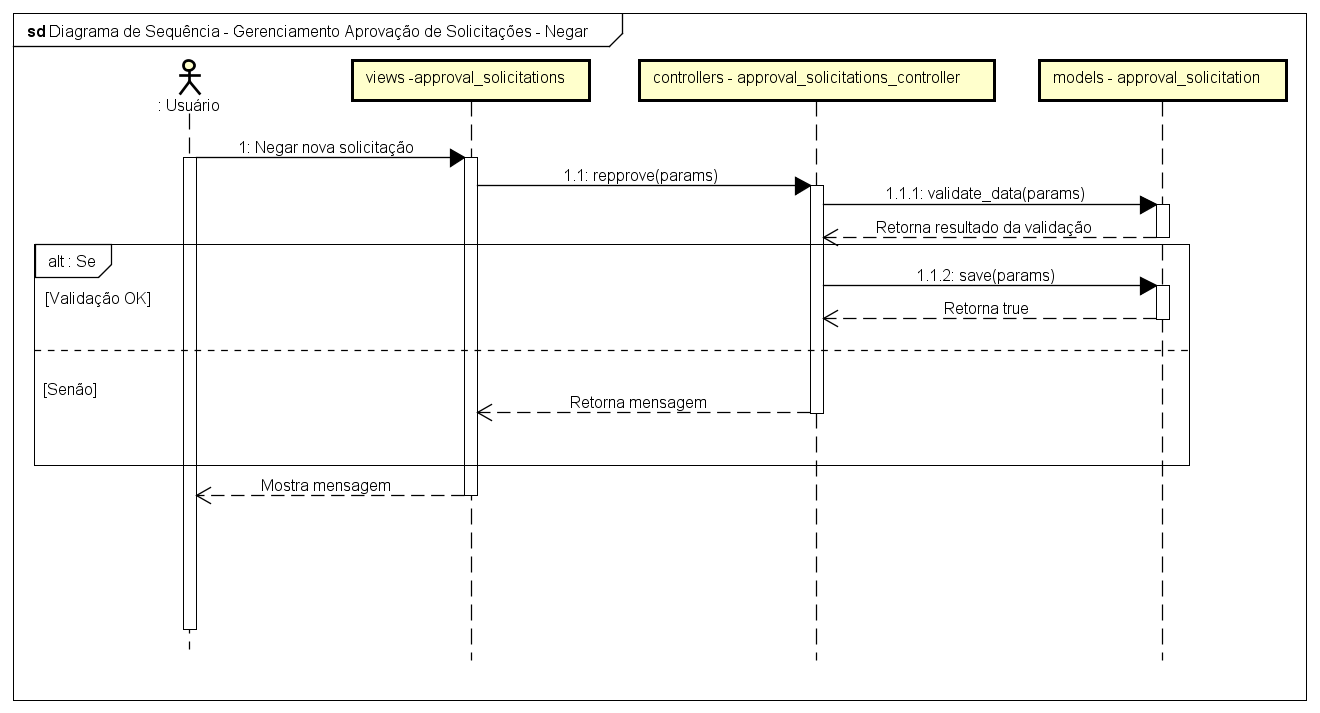 sd Diagrama de Sequência - Gerenciamento Aprovação de Solicitações - Negar
: Usuário
views -approval_solicitations
controllers - approval_solicitations_controller
models - approval_solicitation
1: Negar nova solicitação
1.1: repprove(params)
1.1.1: validate_data(params)
Retorna resultado da validação
alt : Se
[Validação OK]
1.1.2: save(params)
Retorna true
[Senão]
Retorna mensagem
Mostra mensagem